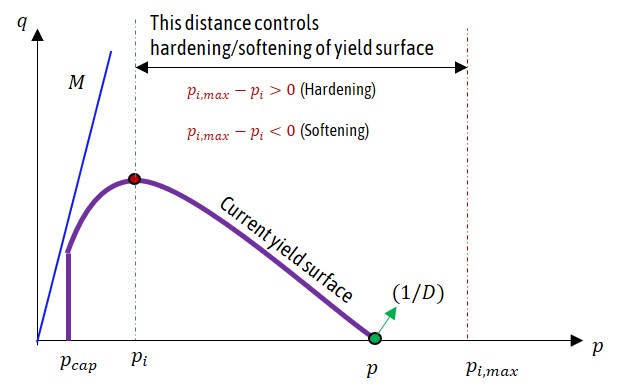 q
This distance controls
hardening/softening of yield surface
M
p_{i,max} − p_i > 0 (Hardening)
p_{i,max} − p_i < 0 (Softening)
Current yield surface
(1/D)
p_{cap}
p_i
p
p_{i,max}
p